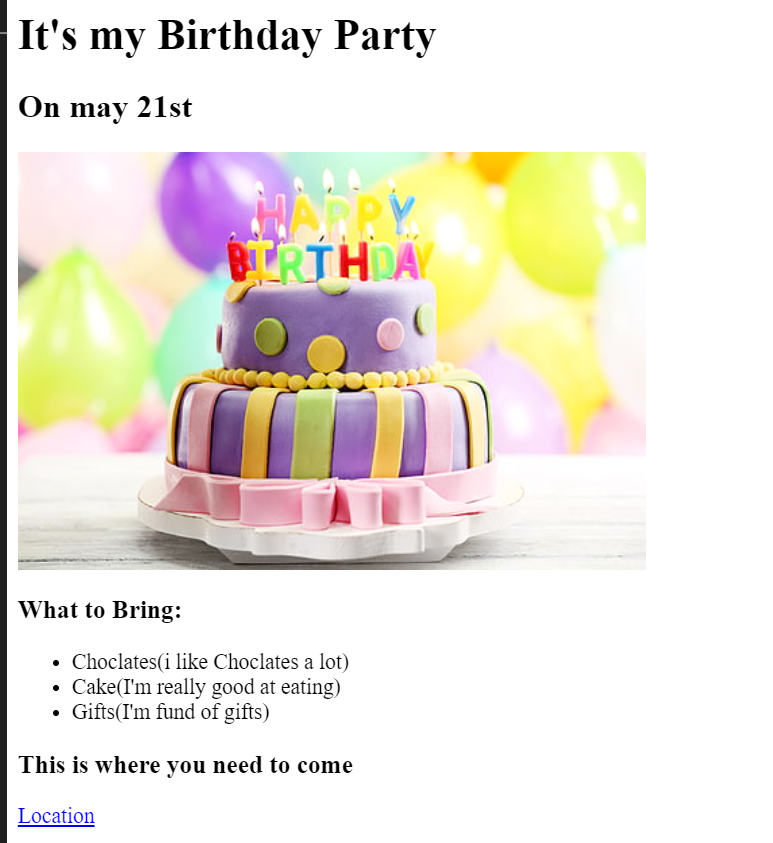 It's my Birthday Party
On may 21st
HAPPY
BIRTHDAY
What to Bring:
Choclates(i like Choclates a lot)
Cake(I'm really good at eating)
Gifts(I'm fund of gifts)
This is where you need to come
Location